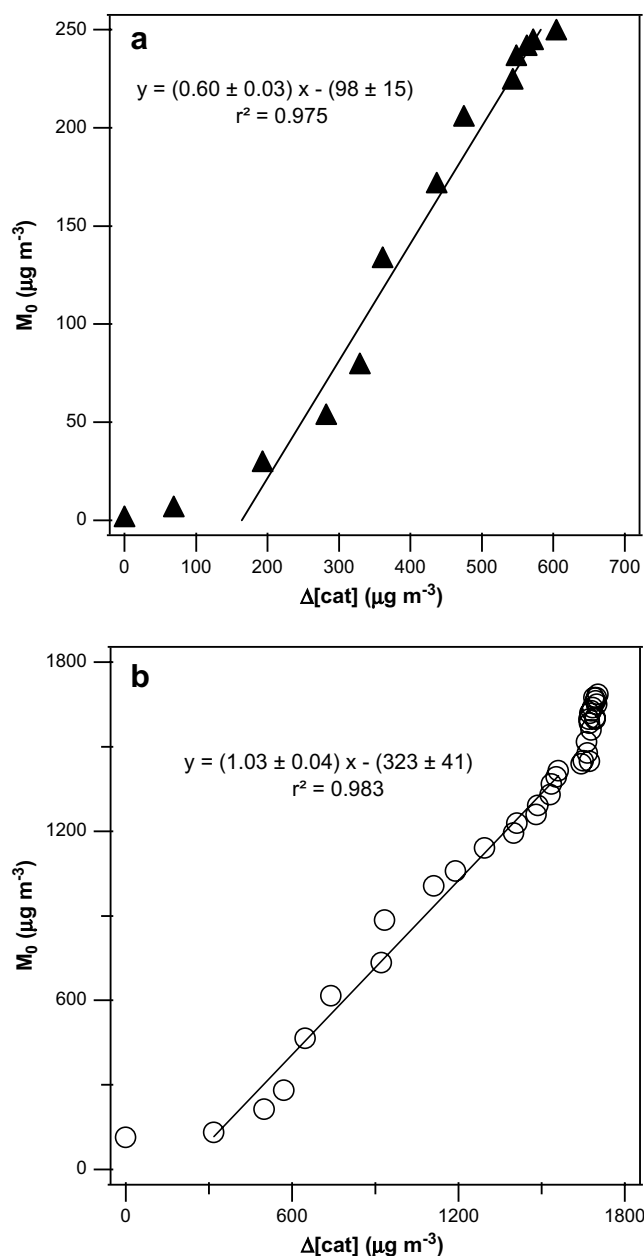 a
y = (0.60 ± 0.03) x - (98 ± 15)
r² = 0.975
M₀ (µg m⁻³)
250
200
150
100
50
0
0 100 200 300 400 500 600 700
Δ[cat] (µg m⁻³)
b
y = (1.03 ± 0.04) x - (323 ± 41)
r² = 0.983
M₀ (µg m⁻³)
1800
1200
600
0
0 600 1200 1800
Δ[cat] (µg m⁻³)